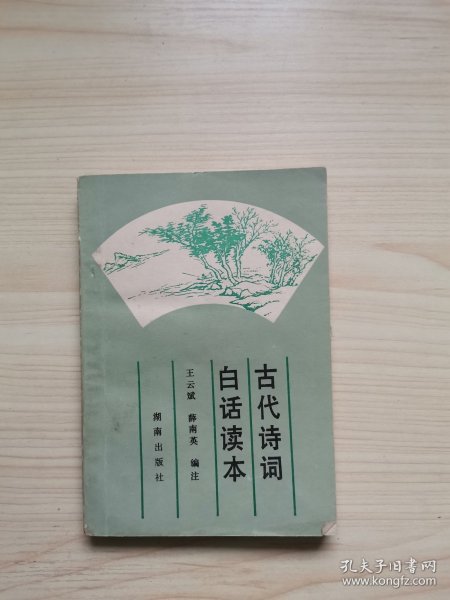 古代诗词
白话读本
王云斌 薛南英 编注
湖南出版社
孔夫子旧书网
www.kongfz.com